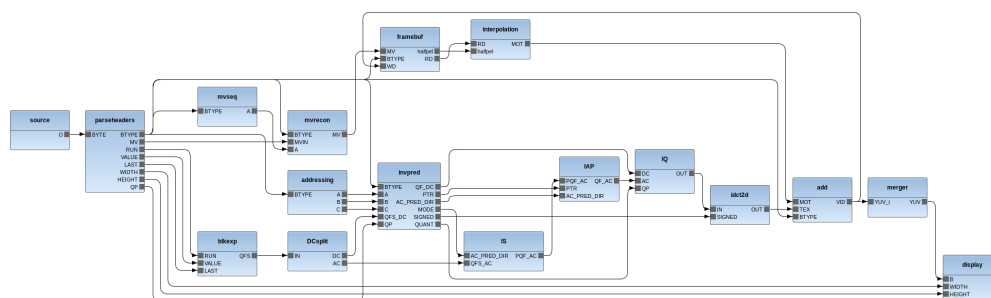 source
O
parseheaders
BYTE BTYPE
MV
RUN
VALUE
LAST
WIDTH
HEIGHT
QP
mvseq
BTYPE A
mvrecon
BTYPE MV
MVIN
A
framebuf
MV halfpel
BTYPE RD
WD
interpolation
RD MOT
halfpel
addressing
BTYPE A
B
C
invpred
BTYPE QF_DC
A PTR
B AC_PRED_DIR
C MODE
QFS_DC SIGNED
QP QUANT
blkexp
RUN QFS
VALUE
LAST
DCsplit
IN DC
AC
IS
AC_PRED_DIR PQF_AC
QFS_AC
IAP
PQF_AC QF_AC
PTR
AC_PRED_DIR
IQ
DC OUT
AC
QP
idct2d
IN OUT
SIGNED
add
MOT VID
TEX
BTYPE
merger
YUV_i YUV
display
B
WIDTH
HEIGHT